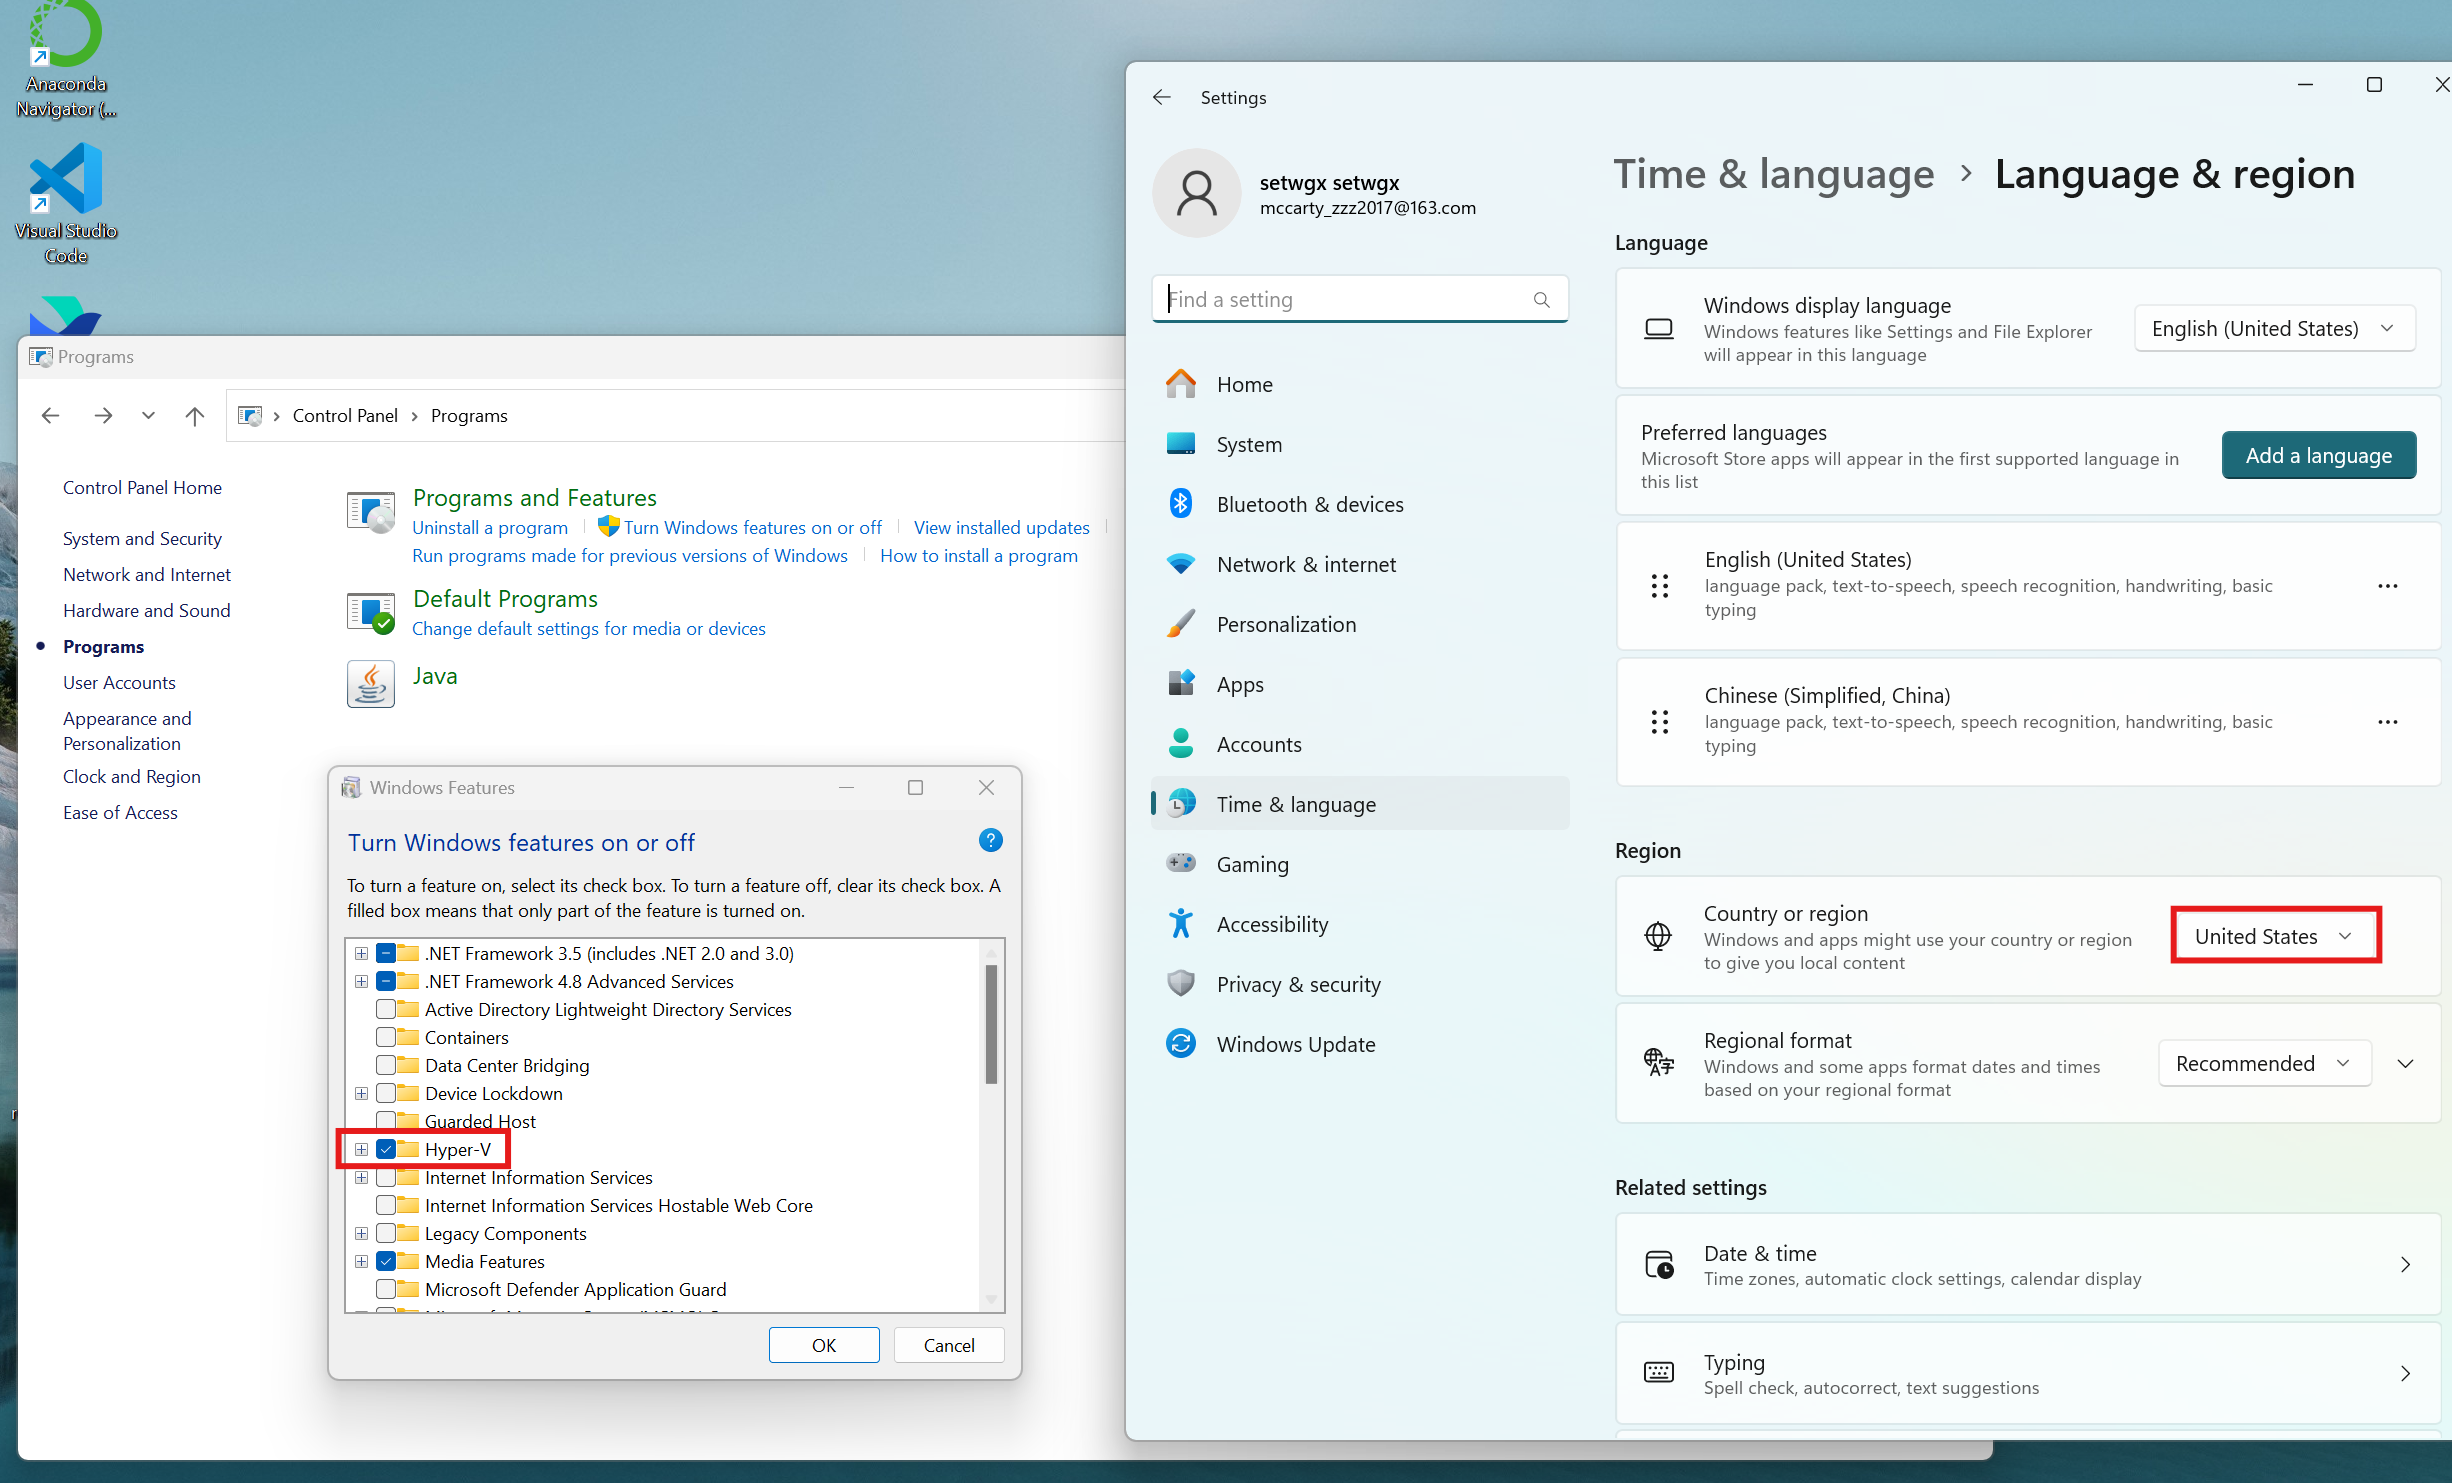 Anaconda
Navigator (...
Visual Studio
Code
Programs
Control Panel
Programs
Control Panel Home
System and Security
Network and Internet
Hardware and Sound
Programs
User Accounts
Appearance and
Personalization
Clock and Region
Ease of Access
Programs and Features
Uninstall a program
Turn Windows features on or off
View installed updates
Run programs made for previous versions of Windows
How to install a program
Default Programs
Change default settings for media or devices
Java
Windows Features
Turn Windows features on or off
To turn a feature on, select its check box. To turn a feature off, clear its check box. A
filled box means that only part of the feature is turned on.
.NET Framework 3.5 (includes .NET 2.0 and 3.0)
.NET Framework 4.8 Advanced Services
Active Directory Lightweight Directory Services
Containers
Data Center Bridging
Device Lockdown
Guarded Host
Hyper-V
Internet Information Services
Internet Information Services Hostable Web Core
Legacy Components
Media Features
Microsoft Defender Application Guard
OK
Cancel
Settings
setwgx setwgx
mccarty_zzz2017@163.com
Find a setting
Home
System
Bluetooth & devices
Network & internet
Personalization
Apps
Accounts
Time & language
Gaming
Accessibility
Privacy & security
Windows Update
Time & language > Language & region
Language
Windows display language
Windows features like Settings and File Explorer
will appear in this language
English (United States)
Preferred languages
Microsoft Store apps will appear in the first supported language in
this list
Add a language
English (United States)
language pack, text-to-speech, speech recognition, handwriting, basic
typing
Chinese (Simplified, China)
language pack, text-to-speech, speech recognition, handwriting, basic
typing
Region
Country or region
Windows and apps might use your country or region
to give you local content
United States
Regional format
Windows and some apps format dates and times
based on your regional format
Recommended
Related settings
Date & time
Time zones, automatic clock settings, calendar display
Typing
Spell check, autocorrect, text suggestions